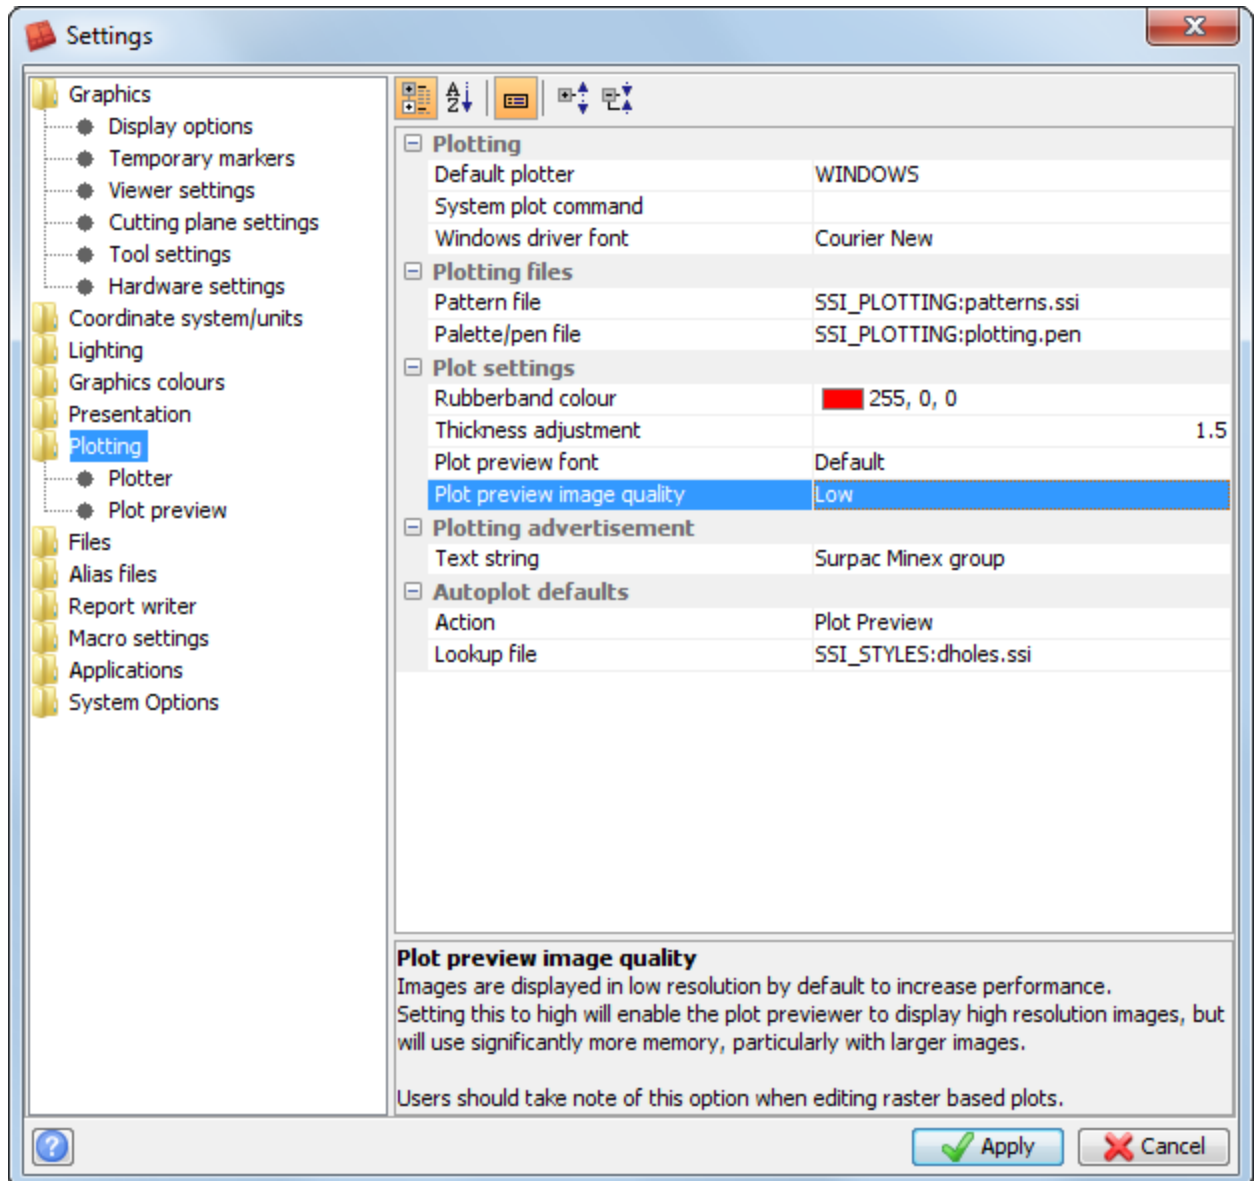 Settings
Graphics
Display options
Temporary markers
Viewer settings
Cutting plane settings
Tool settings
Hardware settings
Coordinate system/units
Lighting
Graphics colours
Presentation
Plotting
Plotter
Plot preview
Files
Alias files
Report writer
Macro settings
Applications
System Options
Plotting
Default plotter WINDOWS
System plot command
Windows driver font Courier New
Plotting files
Pattern file SSI_PLOTTING:patterns.ssi
Palette/pen file SSI_PLOTTING:plotting.pen
Plot settings
Rubberband colour 255, 0, 0
Thickness adjustment 1.5
Plot preview font Default
Plot preview image quality Low
Plotting advertisement
Text string Surpac Minex group
Autoplot defaults
Action Plot Preview
Lookup file SSI_STYLES:dholes.ssi
Plot preview image quality
Images are displayed in low resolution by default to increase performance.
Setting this to high will enable the plot previewer to display high resolution images, but
will use significantly more memory, particularly with larger images.
Users should take note of this option when editing raster based plots.
Apply Cancel